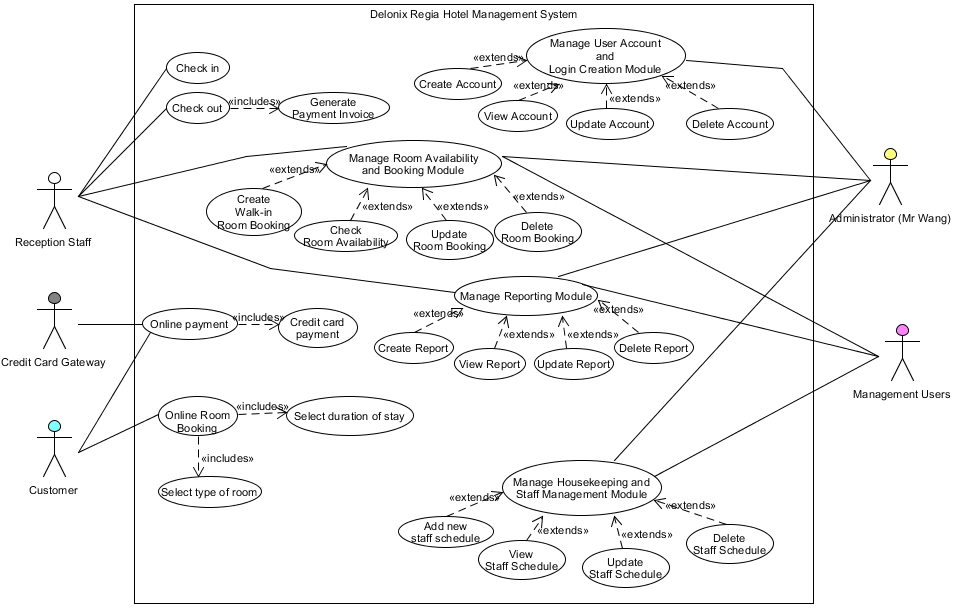 Delonix Regia Hotel Management System
Check in
Check out
«includes»
Generate
Payment Invoice
Manage User Account
and
Login Creation Module
«extends»
Create Account
«extends»
View Account
«extends»
Update Account
«extends»
Delete Account
Manage Room Availability
and Booking Module
«extends»
Create
Walk-in
Room Booking
«extends»
Check
Room Availability
«extends»
Update
Room Booking
«extends»
Delete
Room Booking
Reception Staff
Administrator (Mr Wang)
Manage Reporting Module
«extends»
Create Report
«extends»
View Report
«extends»
Update Report
«extends»
Delete Report
Credit Card Gateway
Online payment
«includes»
Credit card
payment
Management Users
Customer
Online Room
Booking
«includes»
Select duration of stay
«includes»
Select type of room
Manage Housekeeping and
Staff Management Module
«extends»
Add new
staff schedule
«extends»
View
Staff Schedule
«extends»
Update
Staff Schedule
«extends»
Delete
Staff Schedule